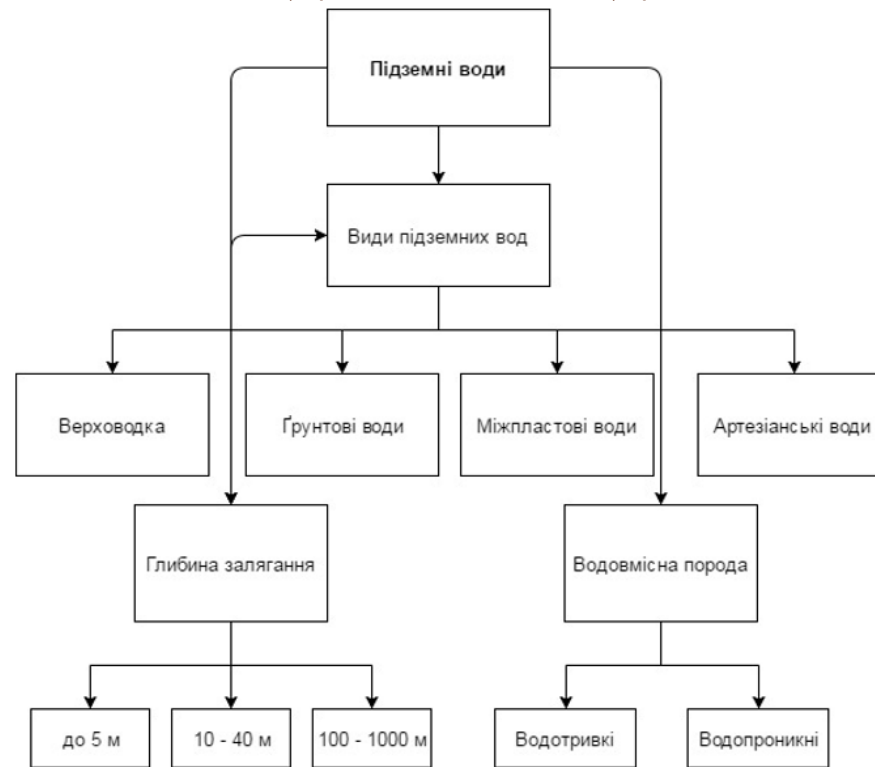 Підземні води
Види підземних вод
Верховодка
Ґрунтові води
Міжпластові води
Артезіанські води
Глибина залягання
Водовмісна порода
до 5 м
10 - 40 м
100 - 1000 м
Водотривкі
Водопроникні